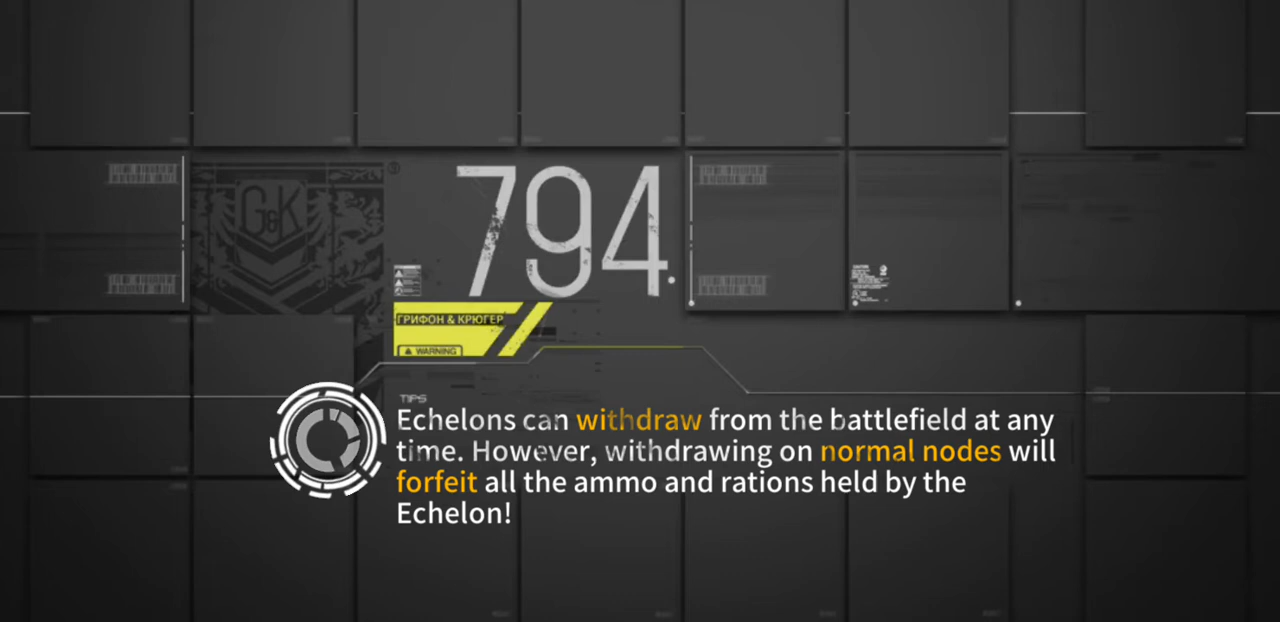 G&K
794.
ГРИФОН & КРЮГЕР
WARNING
TIPS
Echelons can withdraw from the battlefield at any
time. However, withdrawing on normal nodes will
forfeit all the ammo and rations held by the
Echelon!